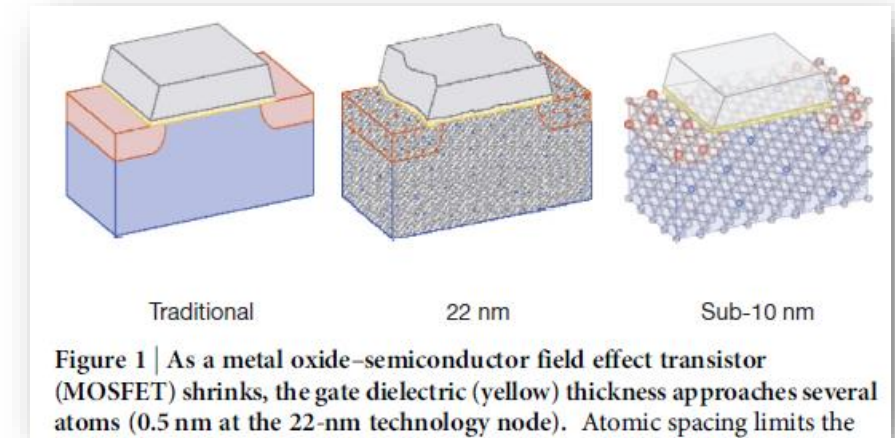 Traditional
22 nm
Sub-10 nm
Figure 1 | As a metal oxide–semiconductor field effect transistor
(MOSFET) shrinks, the gate dielectric (yellow) thickness approaches several
atoms (0.5 nm at the 22-nm technology node). Atomic spacing limits the